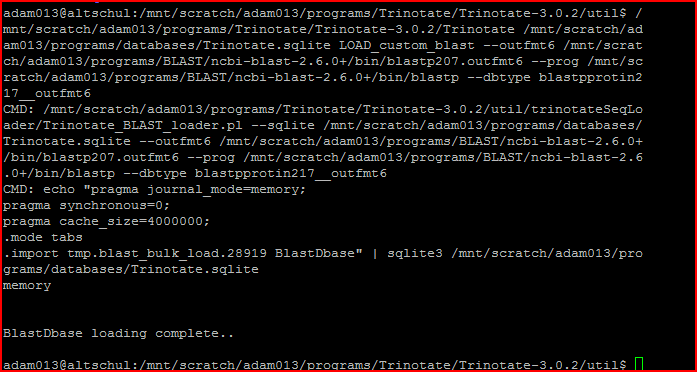 adam013@altschul:/mnt/scratch/adam013/programs/Trinotate/Trinotate-3.0.2/util$ /
mnt/scratch/adam013/programs/Trinotate/Trinotate-3.0.2/Trinotate /mnt/scratch/ad
am013/programs/databases/Trinotate.sqlite LOAD_custom_blast --outfmt6 /mnt/scrat
ch/adam013/programs/BLAST/ncbi-blast-2.6.0+/bin/blastp207.outfmt6 --prog /mnt/sc
ratch/adam013/programs/BLAST/ncbi-blast-2.6.0+/bin/blastp --dbtype blastpprotin2
17__outfmt6
CMD: /mnt/scratch/adam013/programs/Trinotate/Trinotate-3.0.2/util/trinotateSeqLo
ader/Trinotate_BLAST_loader.pl --sqlite /mnt/scratch/adam013/programs/databases/
Trinotate.sqlite --outfmt6 /mnt/scratch/adam013/programs/BLAST/ncbi-blast-2.6.0+
/bin/blastp207.outfmt6 --prog /mnt/scratch/adam013/programs/BLAST/ncbi-blast-2.6
.0+/bin/blastp --dbtype blastpprotin217__outfmt6
CMD: echo "pragma journal_mode=memory;
pragma synchronous=0;
pragma cache_size=4000000;
.mode tabs
.import tmp.blast_bulk_load.28919 BlastDbase" | sqlite3 /mnt/scratch/adam013/pro
grams/databases/Trinotate.sqlite
memory
BlastDbase loading complete..
adam013@altschul:/mnt/scratch/adam013/programs/Trinotate/Trinotate-3.0.2/util$